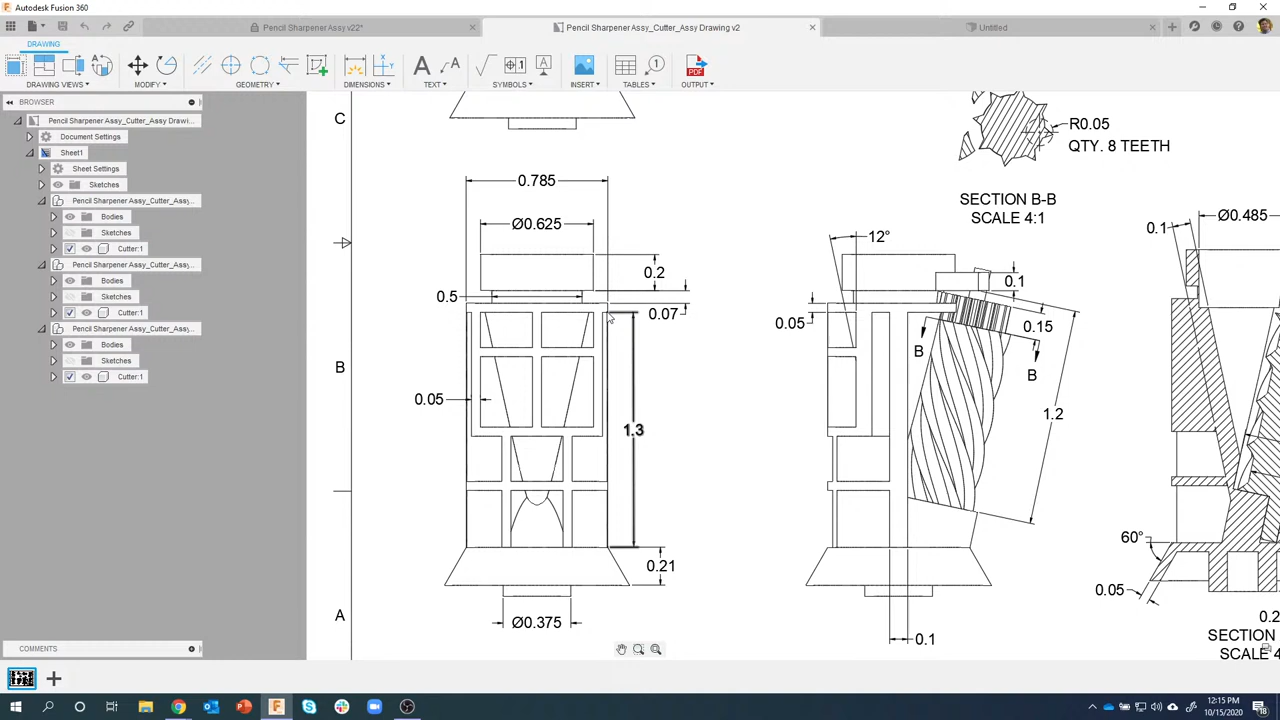 Autodesk Fusion 360
Pencil Sharpener Assy v22*
Pencil Sharpener Assy_Cutter_Assy Drawing v2
Untitled
DRAWING
DRAWING VIEWS
MODIFY
GEOMETRY
DIMENSIONS
TEXT
SYMBOLS
INSERT
TABLES
OUTPUT
BROWSER
Pencil Sharpener Assy_Cutter_Assy Drawi...
Document Settings
Sheet1
Sheet Settings
Sketches
Pencil Sharpener Assy_Cutter_Assy...
Bodies
Sketches
Cutter:1
Pencil Sharpener Assy_Cutter_Assy...
Bodies
Sketches
Cutter:1
Pencil Sharpener Assy_Cutter_Assy...
Bodies
Sketches
Cutter:1
COMMENTS
C
B
A
0.785
Ø0.625
0.2
0.5
0.07
0.05
1.3
0.21
Ø0.375
12°
0.1
0.05
0.15
B
B
1.2
0.1
R0.05
QTY. 8 TEETH
SECTION B-B
SCALE 4:1
Ø0.485
0.1
60°
0.05
0.2
SECTION
SCALE 4
12:15 PM
10/15/2020
18